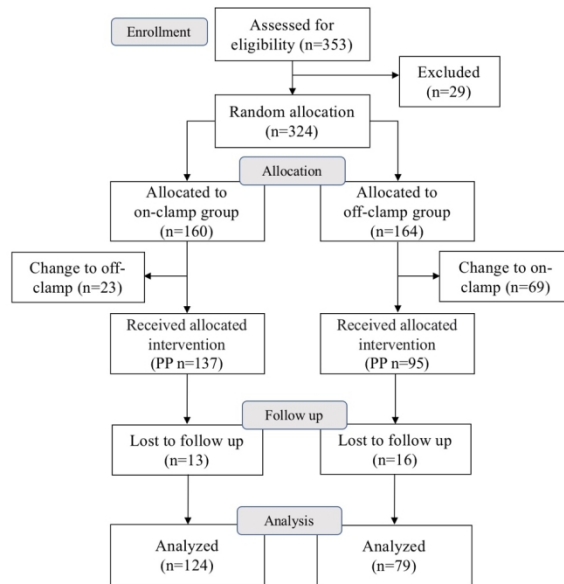 Enrollment
Assessed for
eligibility (n=353)
Excluded
(n=29)
Random allocation
(n=324)
Allocation
Allocated to
on-clamp group
(n=160)
Allocated to
off-clamp group
(n=164)
Change to off-
clamp (n=23)
Change to on-
clamp (n=69)
Received allocated
intervention
(PP n=137)
Received allocated
intervention
(PP n=95)
Follow up
Lost to follow up
(n=13)
Lost to follow up
(n=16)
Analysis
Analyzed
(n=124)
Analyzed
(n=79)